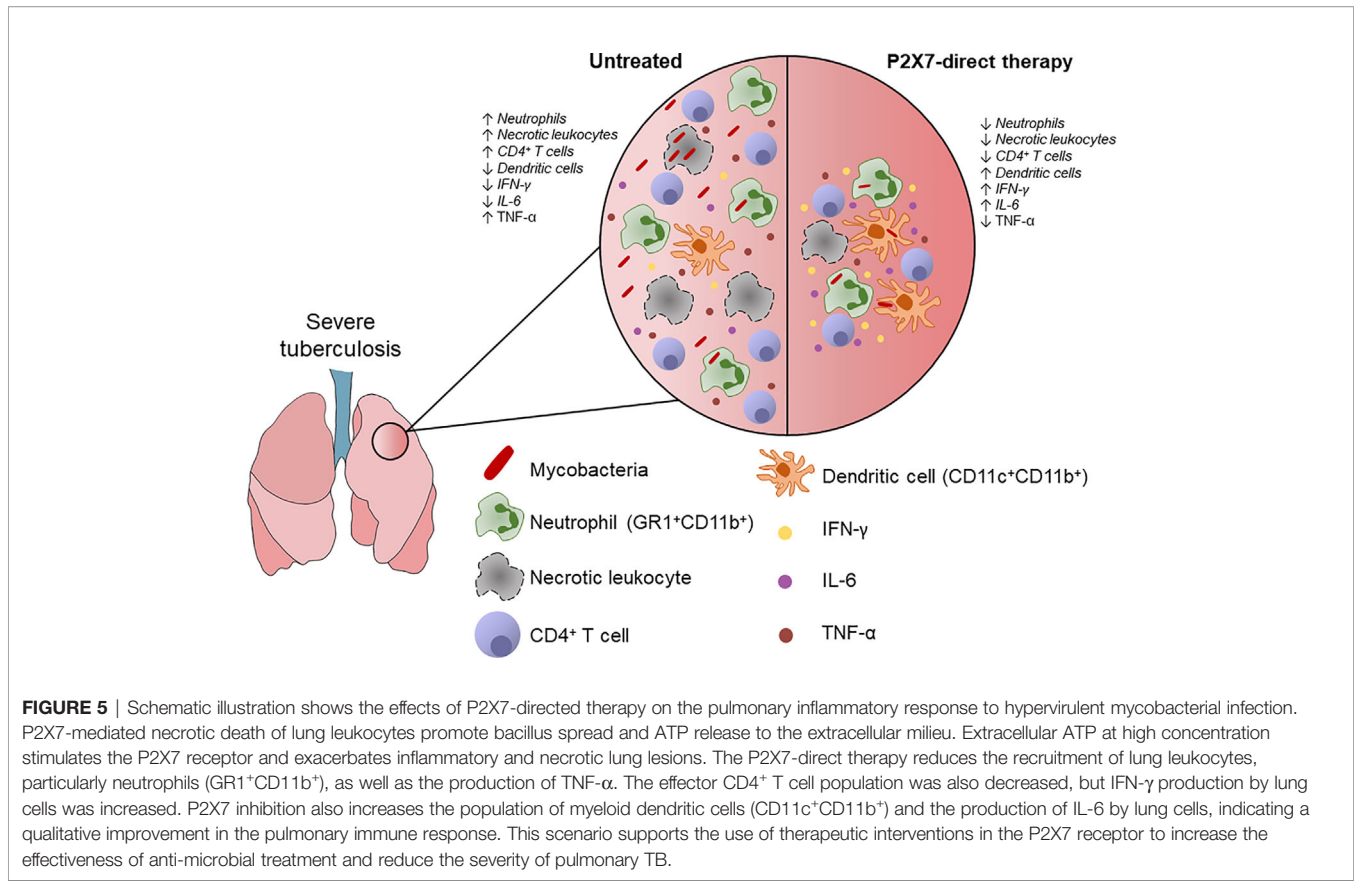 Untreated
P2X7-direct therapy
↑ Neutrophils
↑ Necrotic leukocytes
↑ CD4⁺ T cells
↓ Dendritic cells
↓ IFN-γ
↓ IL-6
↑ TNF-α
↓ Neutrophils
↓ Necrotic leukocytes
↓ CD4⁺ T cells
↑ Dendritic cells
↑ IFN-γ
↑ IL-6
↓ TNF-α
Severe
tuberculosis
Mycobacteria
Neutrophil (GR1⁺CD11b⁺)
Necrotic leukocyte
CD4⁺ T cell
Dendritic cell (CD11c⁺CD11b⁺)
IFN-γ
IL-6
TNF-α
FIGURE 5 | Schematic illustration shows the effects of P2X7-directed therapy on the pulmonary inflammatory response to hypervirulent mycobacterial infection.
P2X7-mediated necrotic death of lung leukocytes promote bacillus spread and ATP release to the extracellular milieu. Extracellular ATP at high concentration
stimulates the P2X7 receptor and exacerbates inflammatory and necrotic lung lesions. The P2X7-direct therapy reduces the recruitment of lung leukocytes,
particularly neutrophils (GR1⁺CD11b⁺), as well as the production of TNF-α. The effector CD4⁺ T cell population was also decreased, but IFN-γ production by lung
cells was increased. P2X7 inhibition also increases the population of myeloid dendritic cells (CD11c⁺CD11b⁺) and the production of IL-6 by lung cells, indicating a
qualitative improvement in the pulmonary immune response. This scenario supports the use of therapeutic interventions in the P2X7 receptor to increase the
effectiveness of anti-microbial treatment and reduce the severity of pulmonary TB.